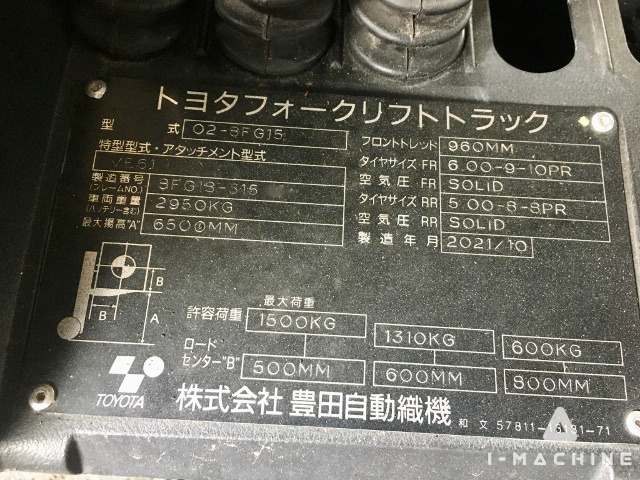 トヨタフォークリフトトラック
型 式 02-8FG15
特型型式・アタッチメント型式
製造番号 (フレームNO.)
車両重量 (バッテリー含む) 2950KG
最大揚高"A" 6500MM
フロントトレッド 960MM
タイヤサイズ FR 6.00-9-10PR
空気圧 FR SOLID
タイヤサイズ RR 5.00-8-8PR
空気圧 RR SOLID
製造年月 2021/10
B
B A
最大荷重
許容荷重 1500KG 1310KG 600KG
ロード
センター"B" 500MM 600MM 800MM
TOYOTA 株式会社 豊田自動織機
和 文 57811-16131-71
I-MACHINE